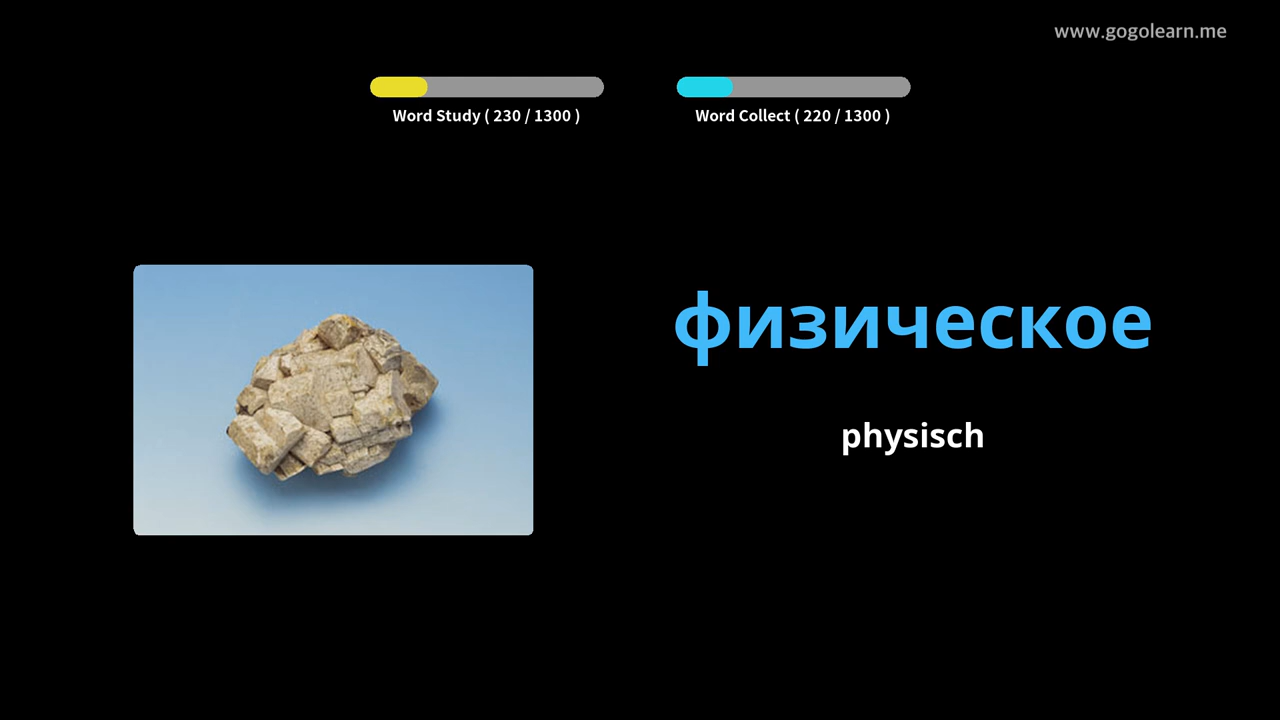 www.gogolearn.me
Word Study ( 230 / 1300 )
Word Collect ( 220 / 1300 )
физическое
physisch